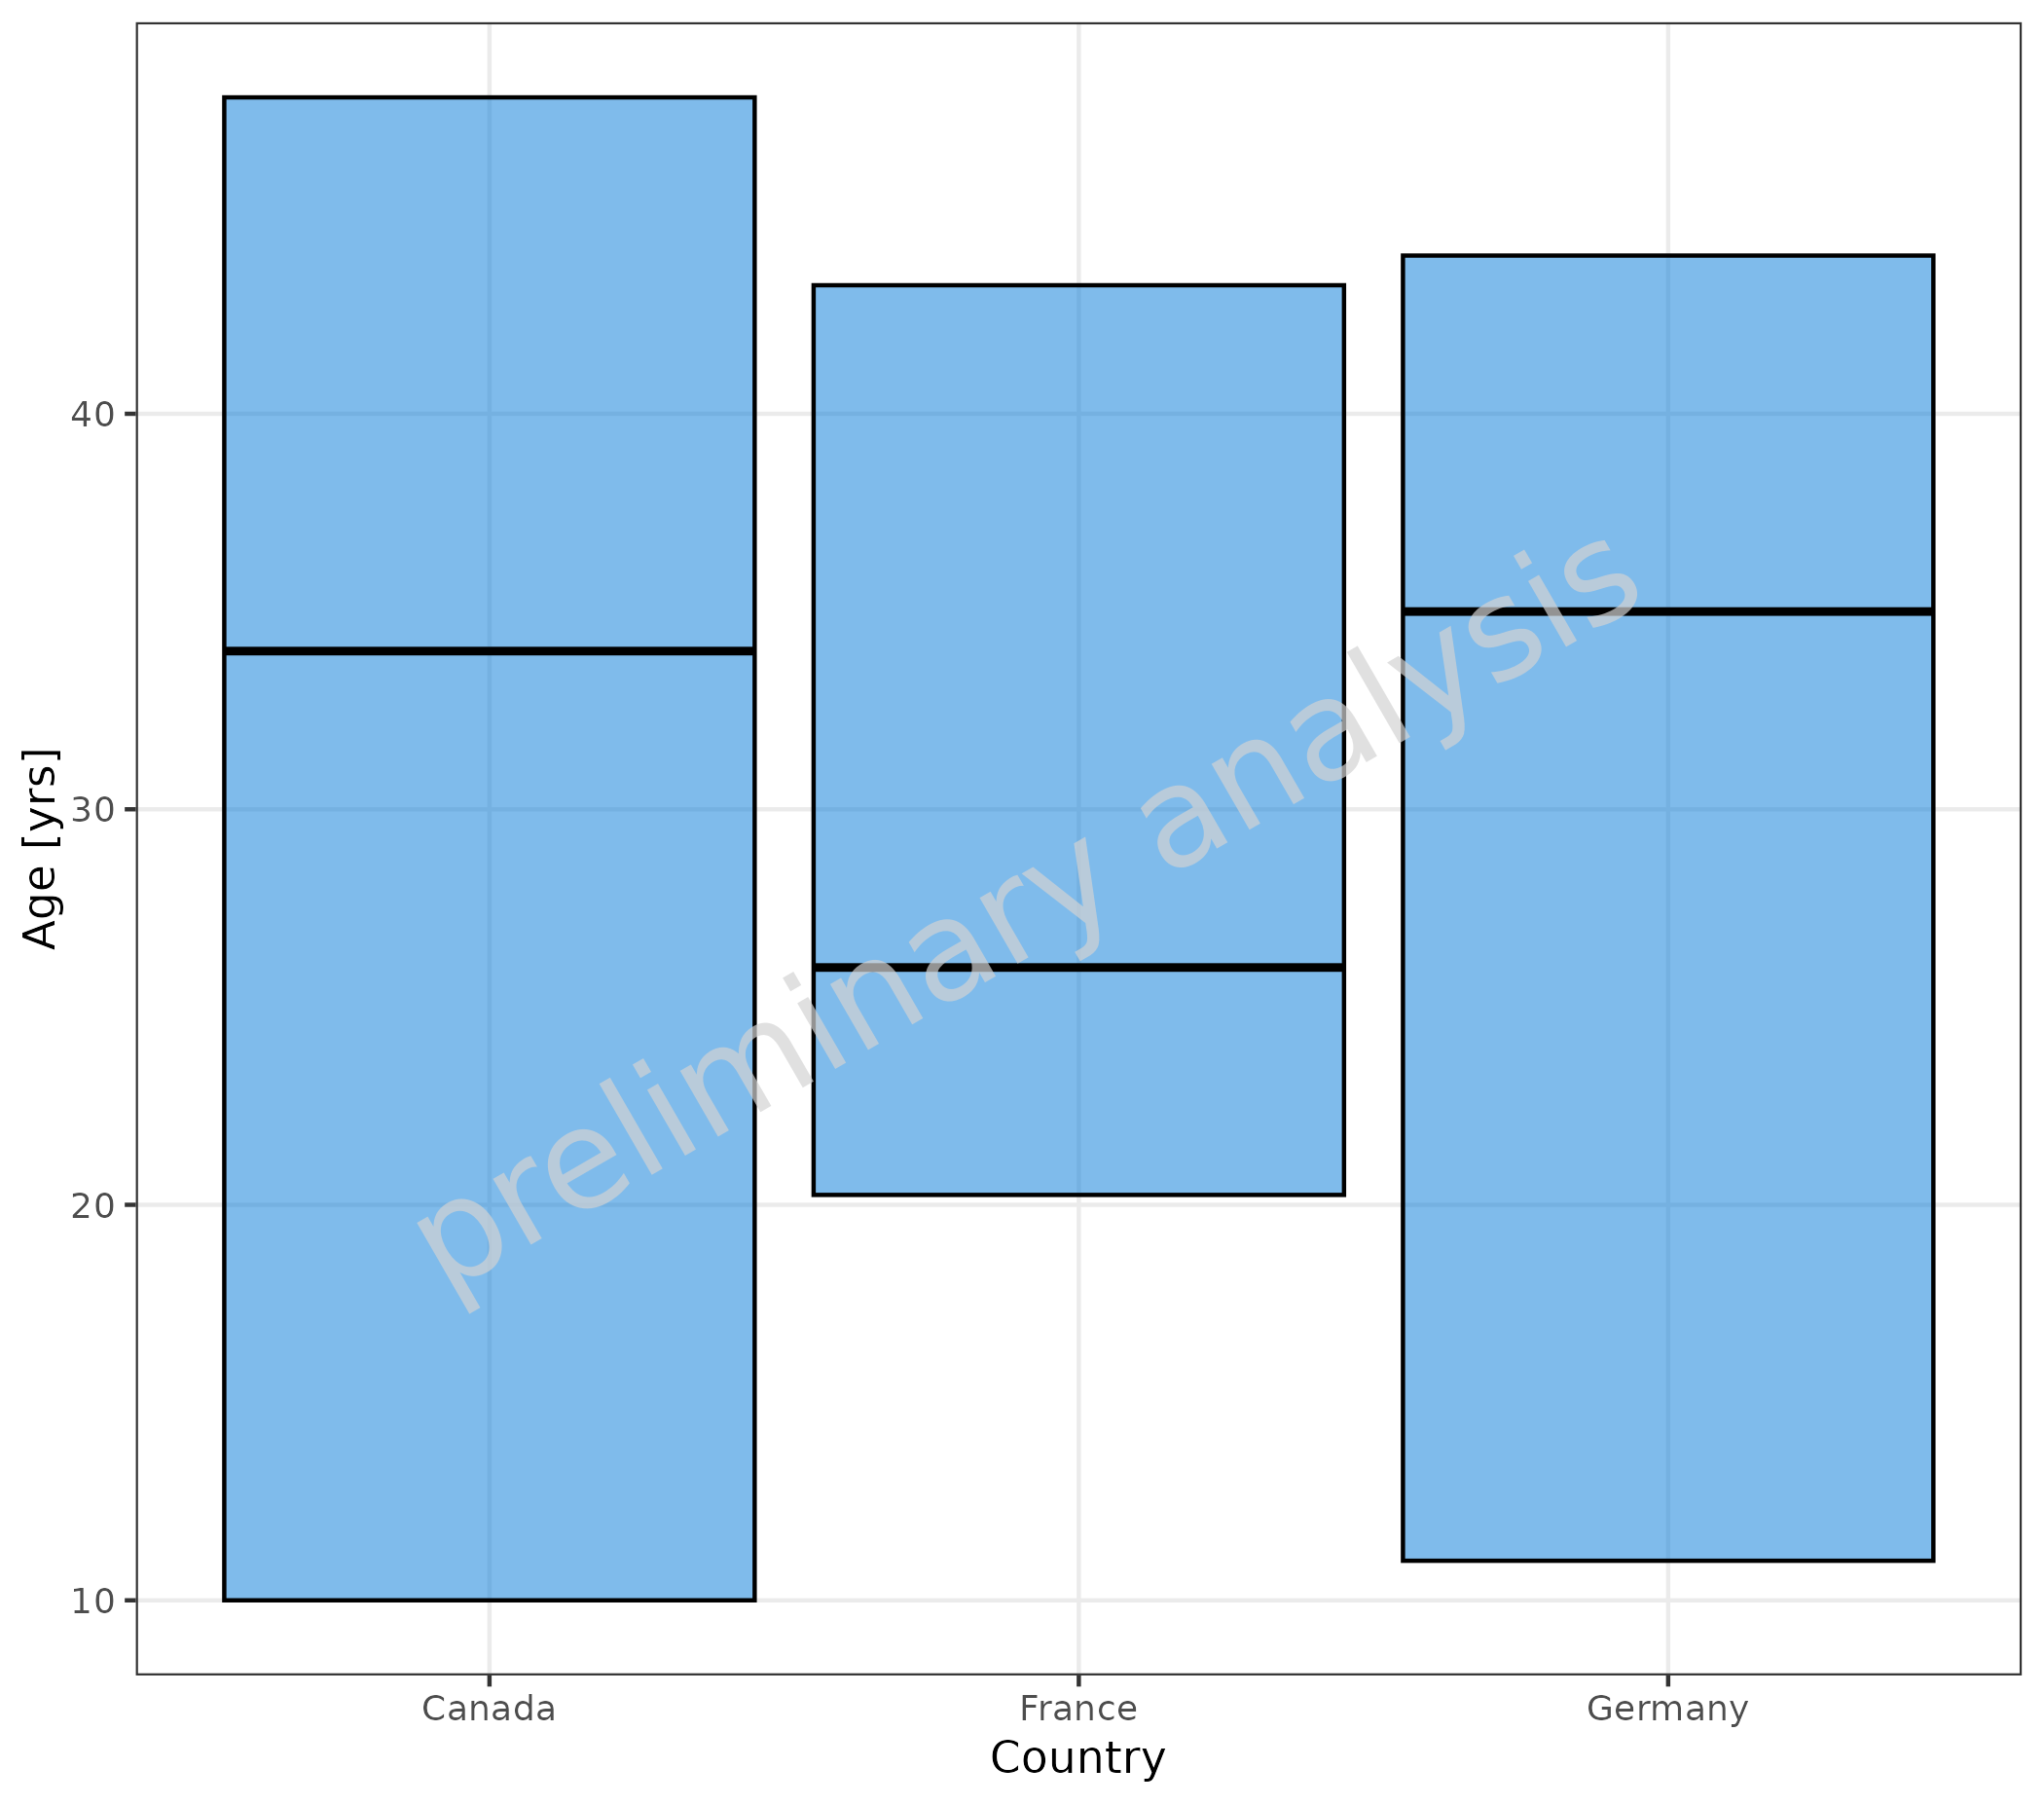 40
30
20
10
Age [yrs]
preliminary analysis
Canada France Germany
Country